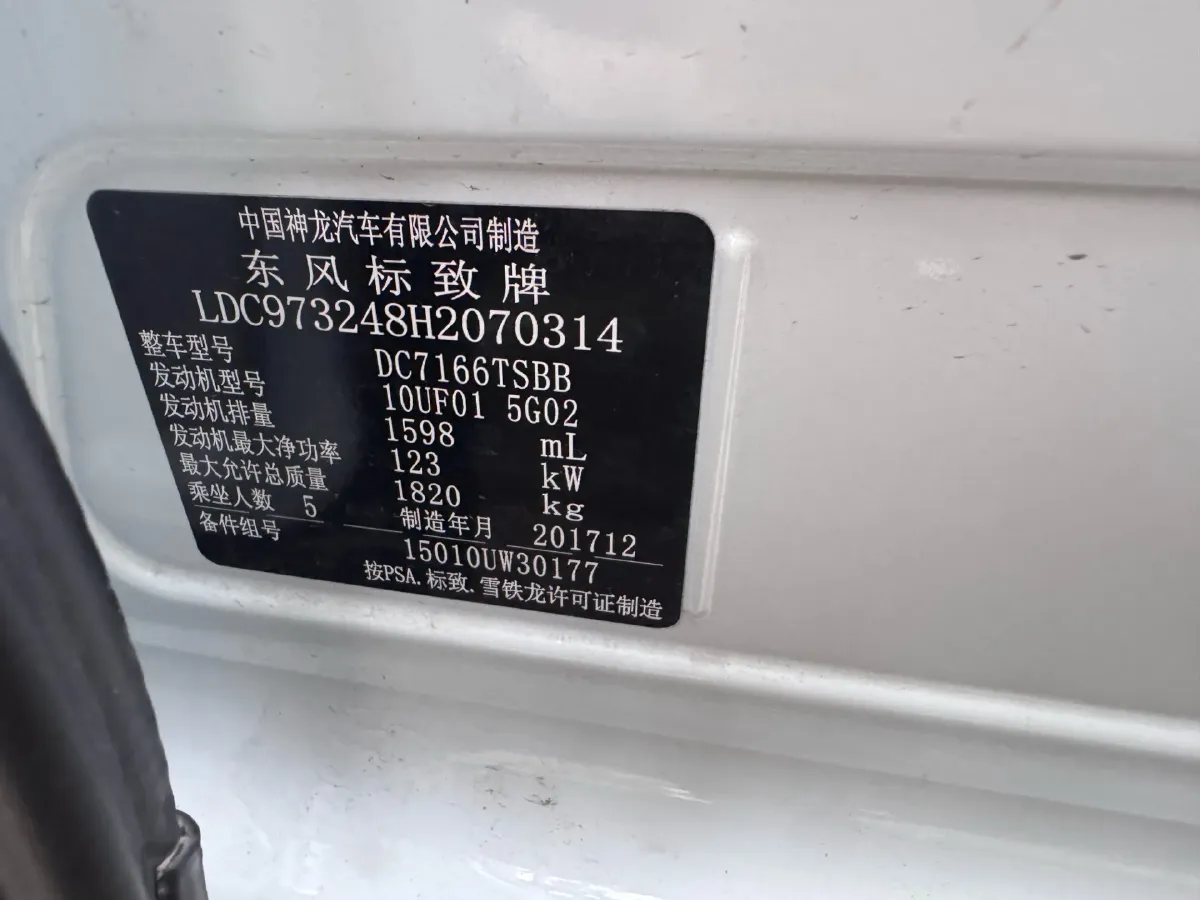 中国神龙汽车有限公司制造
东风标致牌
LDC973248H2070314
整车型号 DC7166TSBB
发动机型号 10UF01 5G02
发动机排量 1598 mL
发动机最大净功率 123 kW
最大允许总质量 1820 kg
乘坐人数 5 制造年月 201712
备件组号 15010UW30177
按PSA.标致.雪铁龙许可证制造